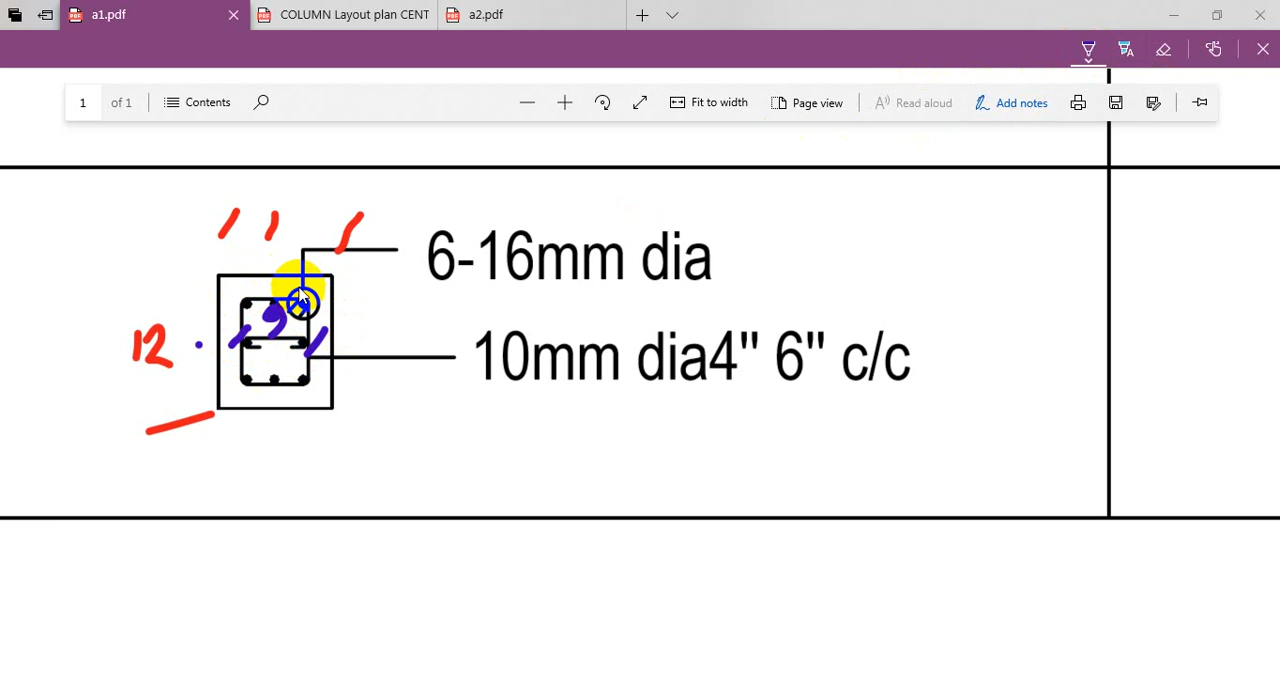 a1.pdf COLUMN Layout plan CENT a2.pdf
1 of 1 Contents Fit to width Page view Read aloud Add notes
6-16mm dia
12 9
10mm dia4" 6" c/c